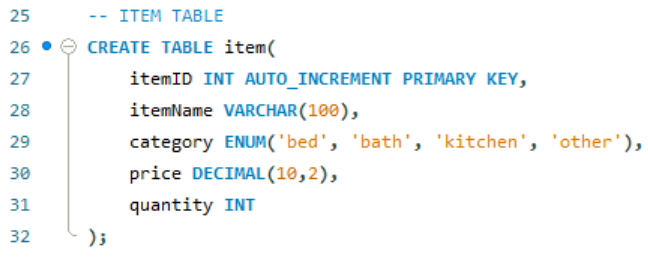 25 -- ITEM TABLE
26 CREATE TABLE item(
27 itemID INT AUTO_INCREMENT PRIMARY KEY,
28 itemName VARCHAR(100),
29 category ENUM('bed', 'bath', 'kitchen', 'other'),
30 price DECIMAL(10,2),
31 quantity INT
32 );